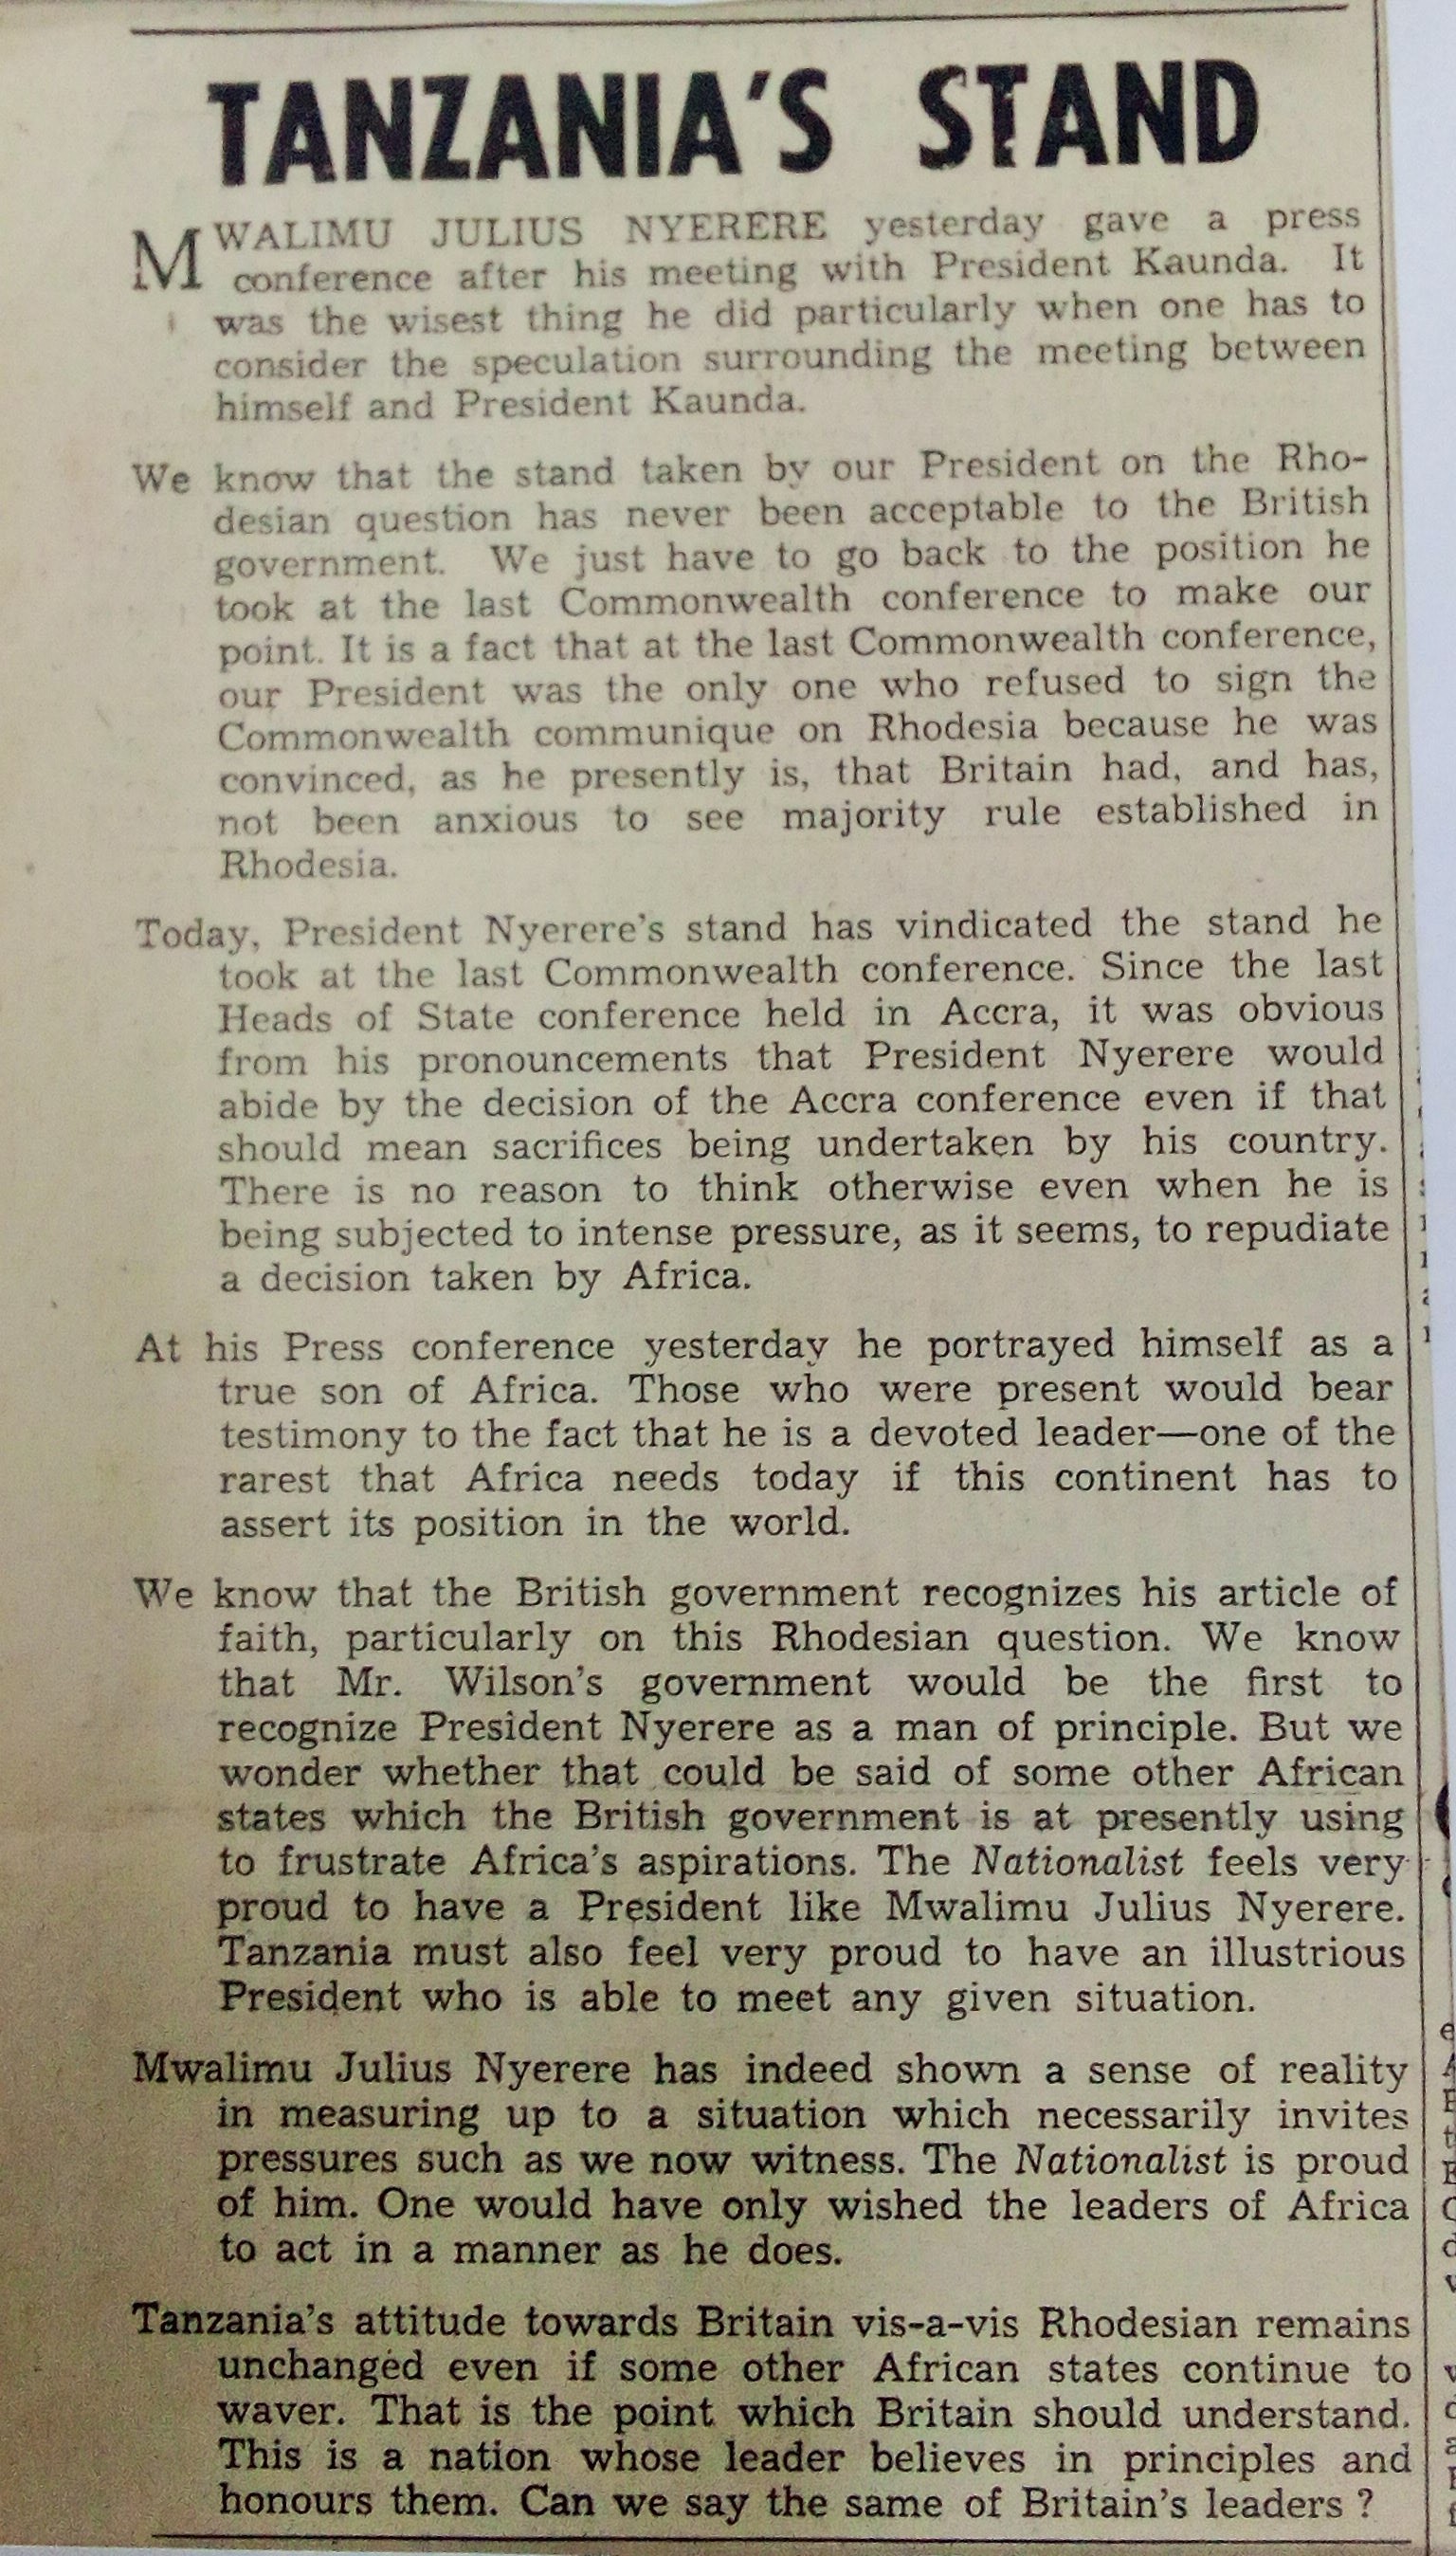 TANZANIA'S STAND
MWALIMU JULIUS NYERERE yesterday gave a press
conference after his meeting with President Kaunda. It
was the wisest thing he did particularly when one has to
consider the speculation surrounding the meeting between
himself and President Kaunda.
We know that the stand taken by our President on the Rho-
desian question has never been acceptable to the British
government. We just have to go back to the position he
took at the last Commonwealth conference to make our
point. It is a fact that at the last Commonwealth conference,
our President was the only one who refused to sign the
Commonwealth communique on Rhodesia because he was
convinced, as he presently is, that Britain had, and has,
not been anxious to see majority rule established in
Rhodesia.
Today, President Nyerere's stand has vindicated the stand he
took at the last Commonwealth conference. Since the last
Heads of State conference held in Accra, it was obvious
from his pronouncements that President Nyerere would
abide by the decision of the Accra conference even if that
should mean sacrifices being undertaken by his country.
There is no reason to think otherwise even when he is
being subjected to intense pressure, as it seems, to repudiate
a decision taken by Africa.
At his Press conference yesterday he portrayed himself as a
true son of Africa. Those who were present would bear
testimony to the fact that he is a devoted leader—one of the
rarest that Africa needs today if this continent has to
assert its position in the world.
We know that the British government recognizes his article of
faith, particularly on this Rhodesian question. We know
that Mr. Wilson's government would be the first to
recognize President Nyerere as a man of principle. But we
wonder whether that could be said of some other African
states which the British government is at presently using
to frustrate Africa's aspirations. The Nationalist feels very
proud to have a President like Mwalimu Julius Nyerere.
Tanzania must also feel very proud to have an illustrious
President who is able to meet any given situation.
Mwalimu Julius Nyerere has indeed shown a sense of reality
in measuring up to a situation which necessarily invites
pressures such as we now witness. The Nationalist is proud
of him. One would have only wished the leaders of Africa
to act in a manner as he does.
Tanzania's attitude towards Britain vis-a-vis Rhodesian remains
unchanged even if some other African states continue to
waver. That is the point which Britain should understand.
This is a nation whose leader believes in principles and
honours them. Can we say the same of Britain's leaders ?